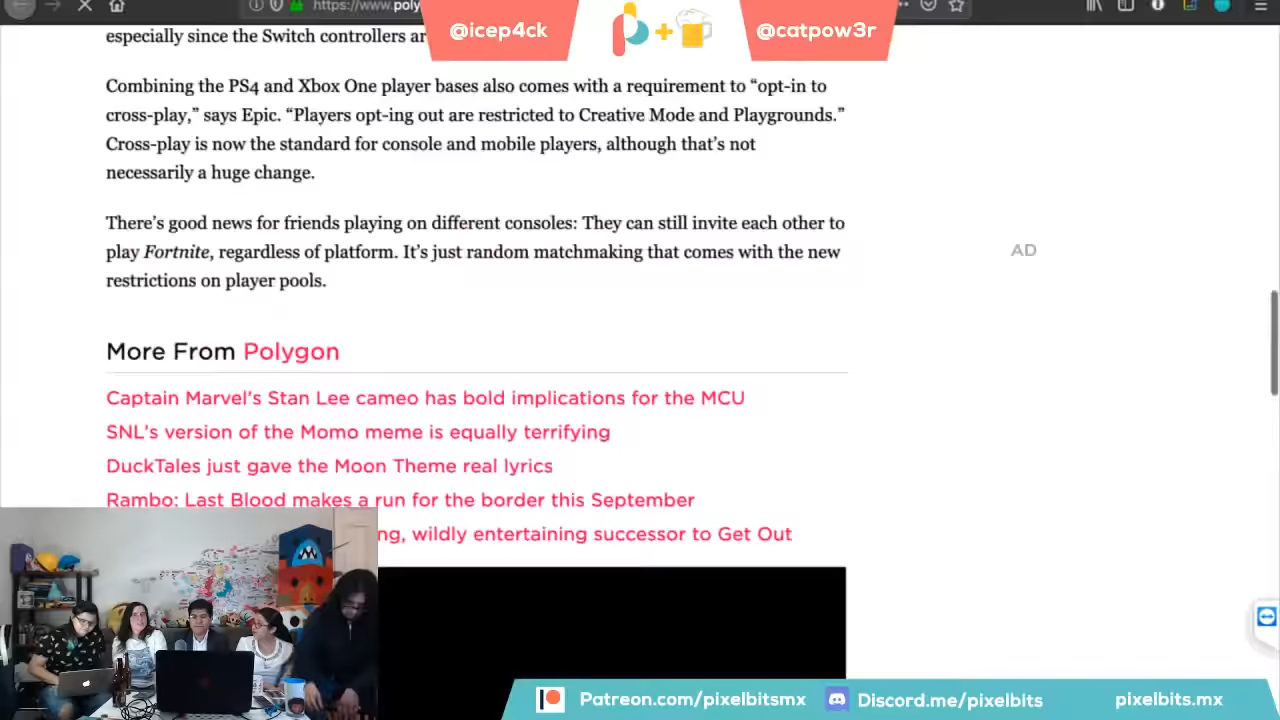 https://www.poly
@icep4ck
@catpow3r
especially since the Switch controllers ar
Combining the PS4 and Xbox One player bases also comes with a requirement to “opt-in to
cross-play,” says Epic. “Players opt-ing out are restricted to Creative Mode and Playgrounds.”
Cross-play is now the standard for console and mobile players, although that’s not
necessarily a huge change.
There’s good news for friends playing on different consoles: They can still invite each other to
play Fortnite, regardless of platform. It’s just random matchmaking that comes with the new
restrictions on player pools.
AD
More From Polygon
Captain Marvel’s Stan Lee cameo has bold implications for the MCU
SNL’s version of the Momo meme is equally terrifying
DuckTales just gave the Moon Theme real lyrics
Rambo: Last Blood makes a run for the border this September
ng, wildly entertaining successor to Get Out
Patreon.com/pixelbitsmx
Discord.me/pixelbits
pixelbits.mx